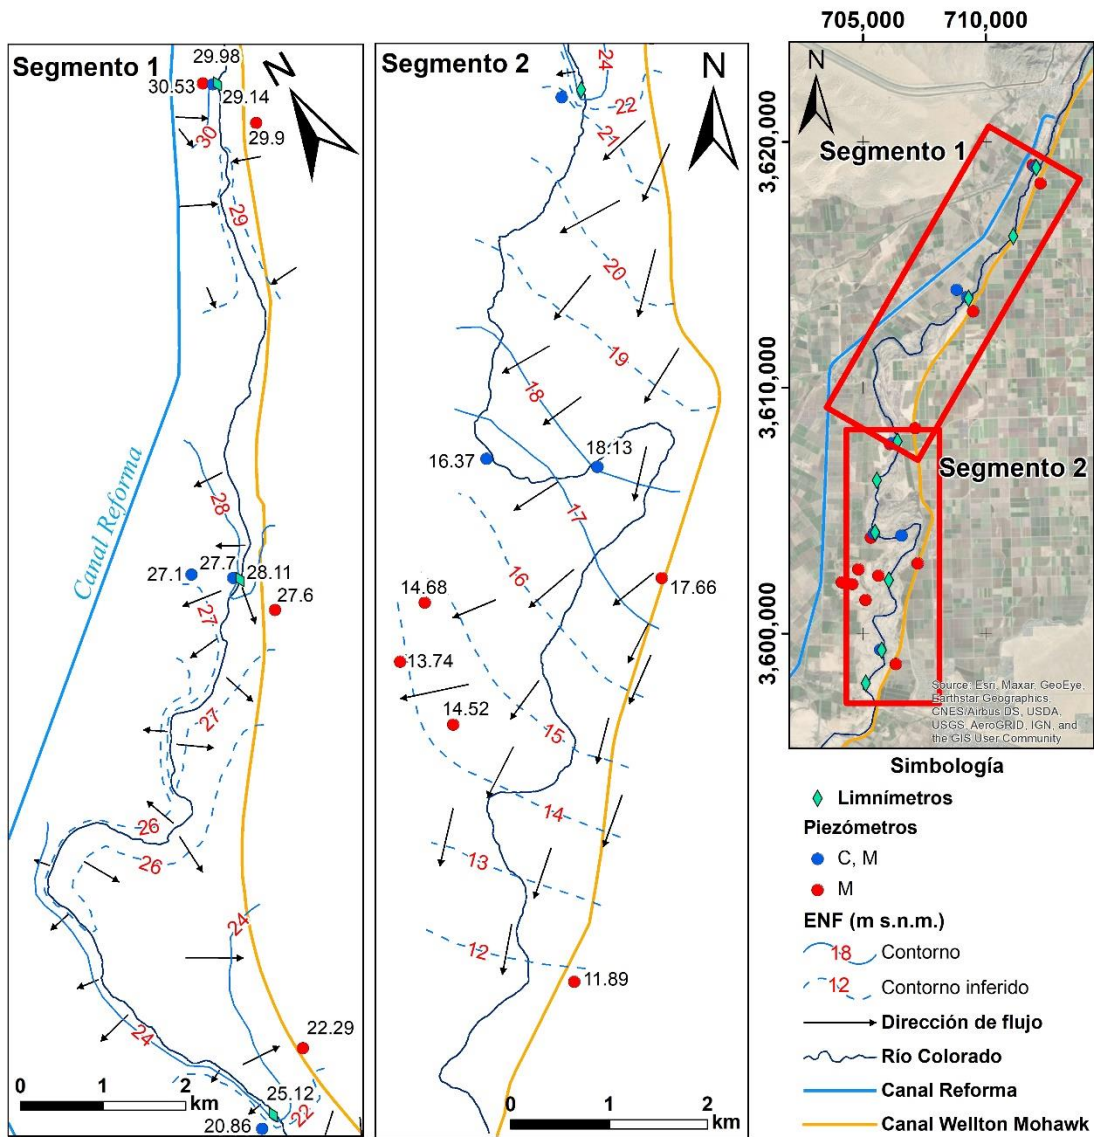 Segmento 1
N
29.98
30.53
29.14
30
29.9
29
Canal Reforma
28
27.7
28.11
27.1
27.6
27
27
26
26
24
24
22.29
25.12
22
20.86
0 1 2
km
Segmento 2
N
24
22
21
20
19
18
16.37
18.13
17
16
17.66
14.68
13.74
14.52
15
14
13
12
11.89
0 1 2
km
705,000 710,000
N
3,620,000
3,610,000
3,600,000
Segmento 1
Segmento 2
Source: Esri, Maxar, GeoEye,
Earthstar Geographics,
CNES/Airbus DS, USDA,
USGS, AeroGRID, IGN, and
the GIS User Community
Simbología
Limnímetros
Piezómetros
C, M
M
ENF (m s.n.m.)
18 Contorno
12 Contorno inferido
Dirección de flujo
Río Colorado
Canal Reforma
Canal Wellton Mohawk